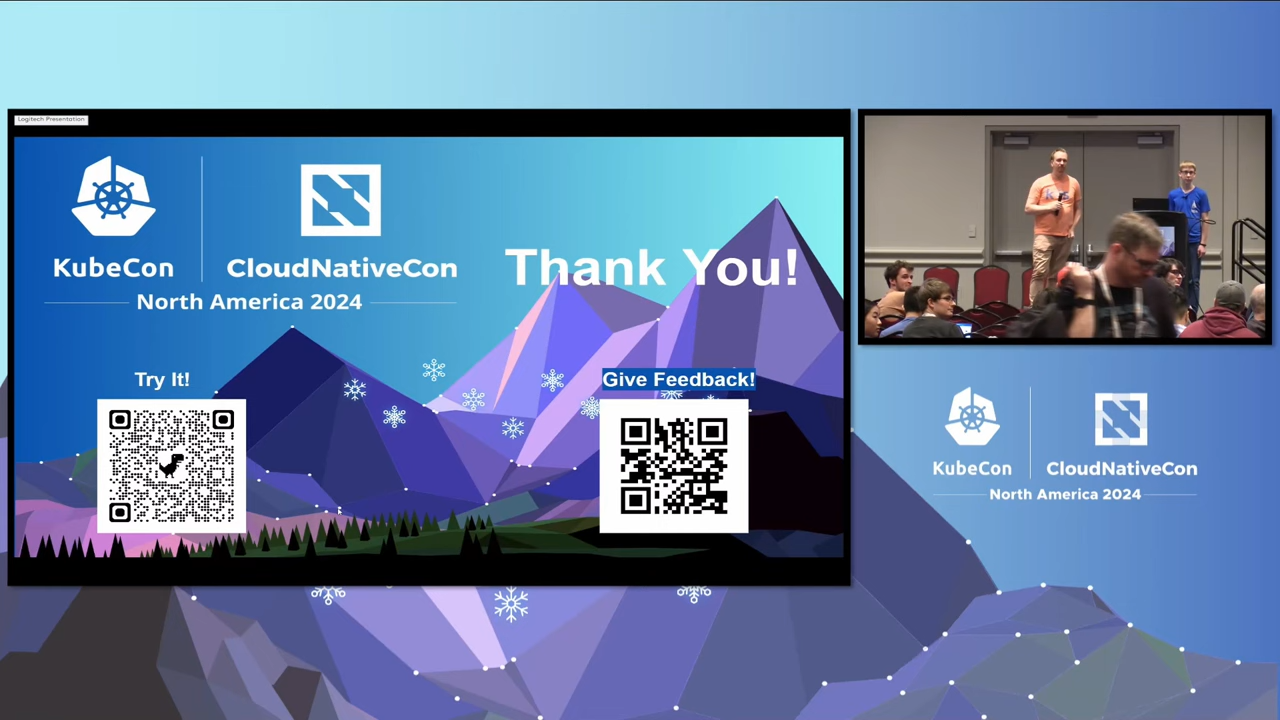 Logitech Presentation
KubeCon
CloudNativeCon
North America 2024
Thank You!
Try It!
Give Feedback!
KubeCon
CloudNativeCon
North America 2024